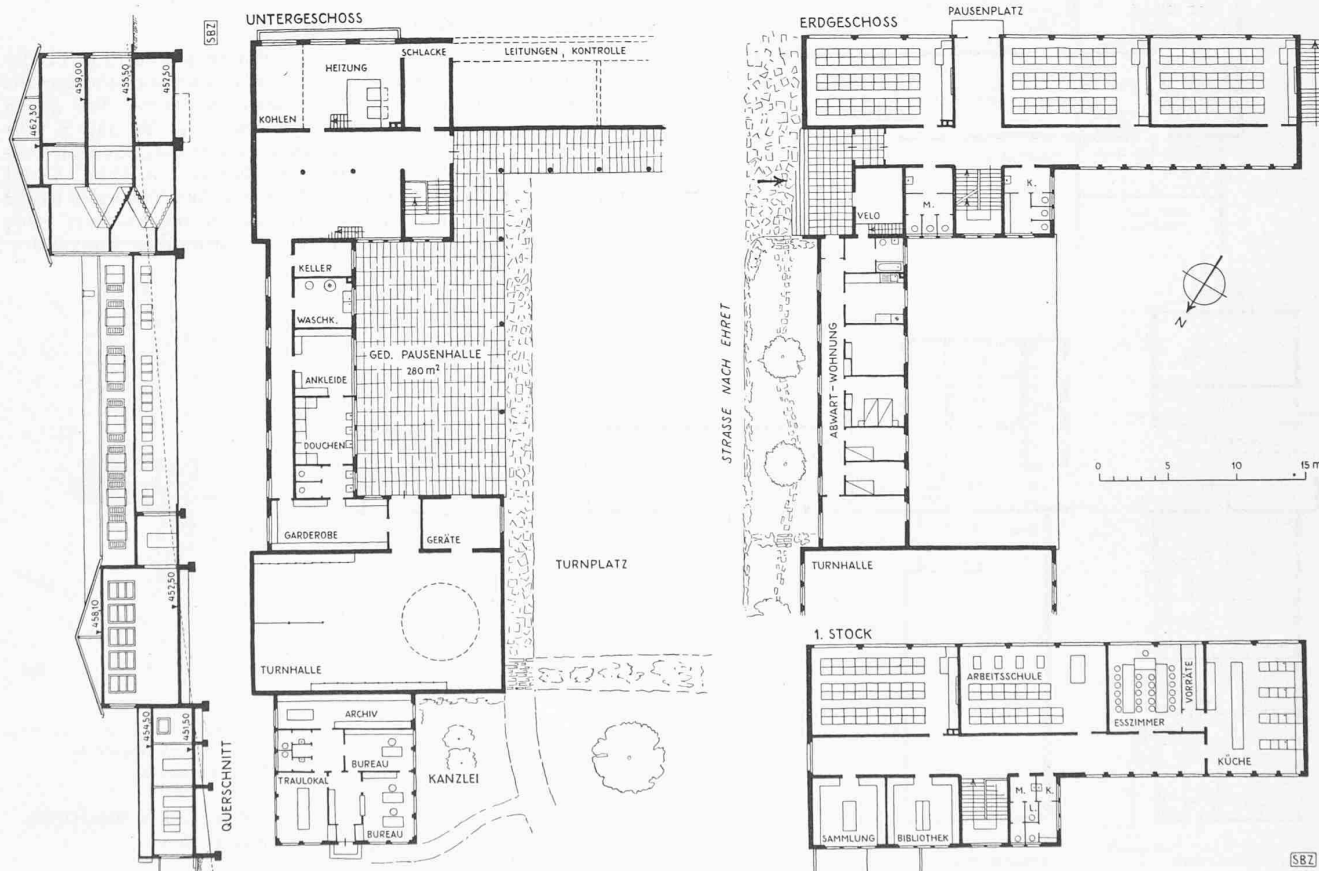 SBZ
462,50
459,00
455,50
452,50
458,10
452,50
454,50
451,50
QUERSCHNITT
UNTERGESCHOSS
HEIZUNG
SCHLACKE
LEITUNGEN, KONTROLLE
KOHLEN
KELLER
WASCHK.
GED. PAUSENHALLE
280 m²
ANKLEIDE
DOUCHEN
GARDEROBE
GERÄTE
TURNPLATZ
TURNHALLE
ARCHIV
BUREAU
KANZLEI
TRAULOKAL
BUREAU
ERDGESCHOSS
PAUSENPLATZ
VELO
M.
K.
N
STRASSE NACH EHRET
ABWART-WOHNUNG
0 5 10 15 m
TURNHALLE
1. STOCK
ARBEITSSCHULE
ESSZIMMER
VORRÄTE
KÜCHE
M.
K.
L.
SAMMLUNG
BIBLIOTHEK
SBZ